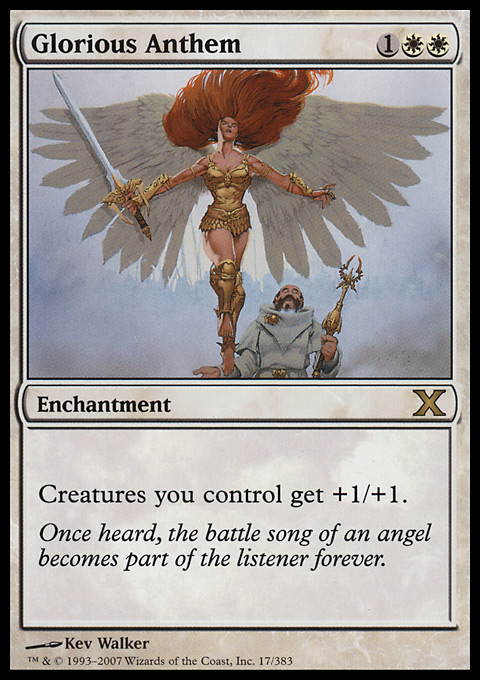 Glorious Anthem 1
Enchantment X
Creatures you control get +1/+1.
Once heard, the battle song of an angel
becomes part of the listener forever.
Kev Walker
™ & © 1993–2007 Wizards of the Coast, Inc. 17/383